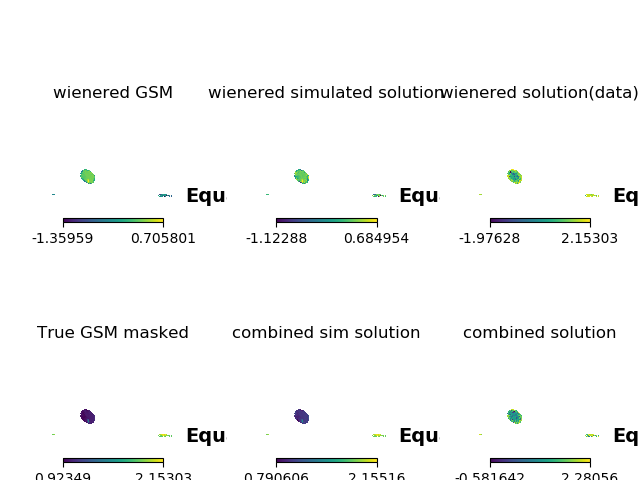 wienered GSM
wienered simulated solution
wienered solution(data)
Equ
Equ
Eq
-1.35959 0.705801
-1.12288 0.684954
-1.97628 2.15303
True GSM masked
combined sim solution
combined solution
Equ
Equ
Eq
0.92349 2.15303
0.790606 2.15516
-0.581642 2.28056